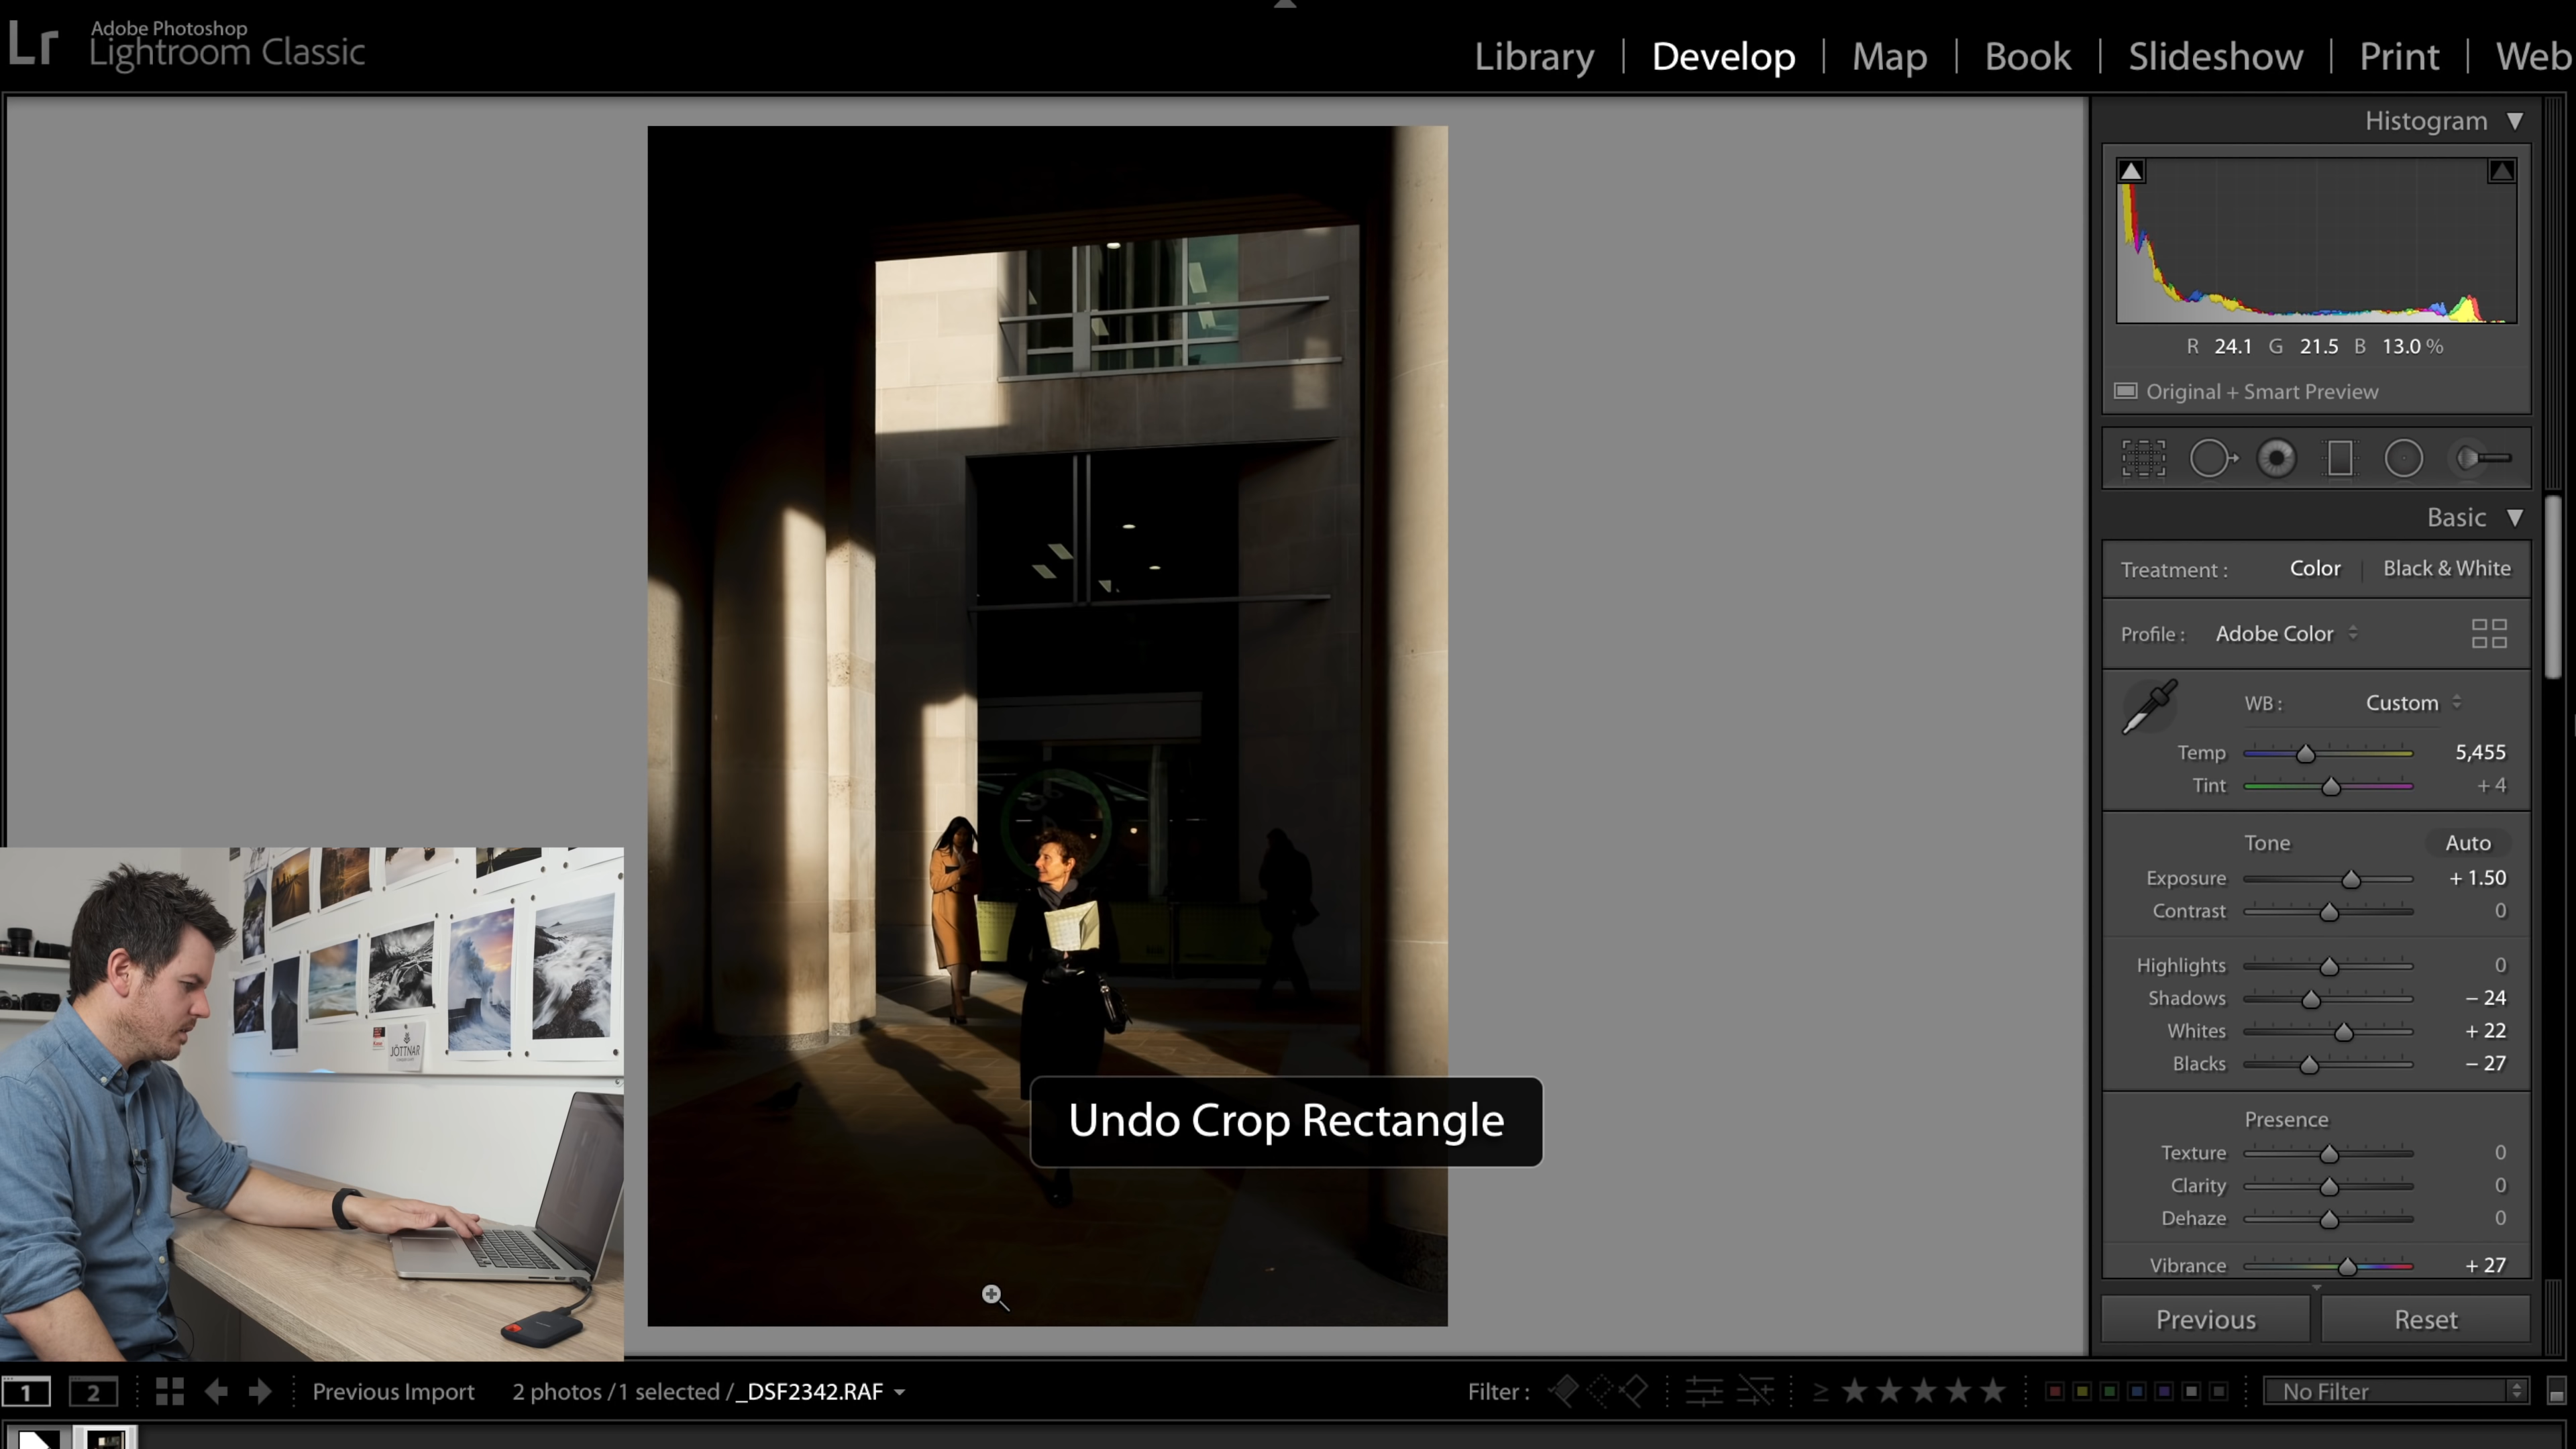 Lr
Adobe Photoshop
Lightroom Classic
Library | Develop | Map | Book | Slideshow | Print | Web
Histogram
R 24.1 G 21.5 B 13.0 %
Original + Smart Preview
Basic
Treatment : Color | Black & White
Profile : Adobe Color
WB : Custom
Temp 5,455
Tint + 4
Tone Auto
Exposure + 1.50
Contrast 0
Highlights 0
Shadows − 24
Whites + 22
Blacks − 27
Presence
Texture 0
Clarity 0
Dehaze 0
Vibrance + 27
JÖTTNAR
Undo Crop Rectangle
Previous Reset
1 2 Previous Import 2 photos / 1 selected / _DSF2342.RAF Filter : ≥ ★★★★★ No Filter